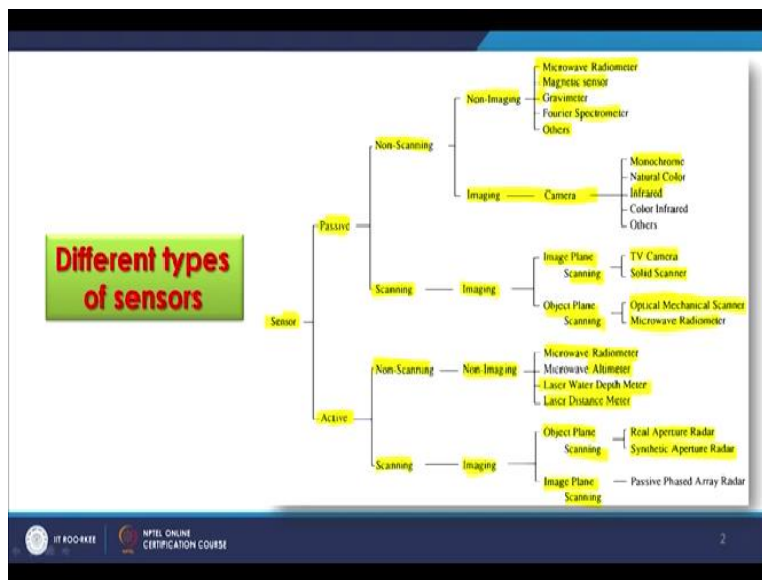 Different types
of sensors
Sensor
Passive
Non-Scanning
Non-Imaging
Microwave Radiometer
Magnetic sensor
Gravimeter
Fourier Spectrometer
Others
Imaging
Camera
Monochrome
Natural Color
Infrared
Color Infrared
Others
Scanning
Imaging
Image Plane
Scanning
TV Camera
Solid Scanner
Object Plane
Scanning
Optical Mechanical Scanner
Microwave Radiometer
Active
Non-Scanning
Non-Imaging
Microwave Radiometer
Microwave Altimeter
Laser Water Depth Meter
Laser Distance Meter
Scanning
Imaging
Object Plane
Scanning
Real Aperture Radar
Synthetic Aperture Radar
Image Plane
Scanning
Passive Phased Array Radar
IIT ROORKEE
NPTEL ONLINE
CERTIFICATION COURSE
2